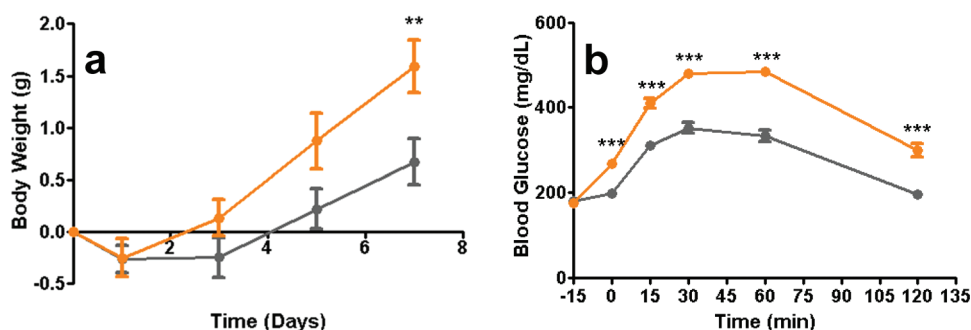 a
Body Weight (g)
2.0
1.5
1.0
0.5
0.0
-0.5
2 4 6 8
**
Time (Days)
b
Blood Glucose (mg/dL)
600
400
200
0
*** *** *** *** ***
-15 0 15 30 45 60 75 90 105 120 135
Time (min)